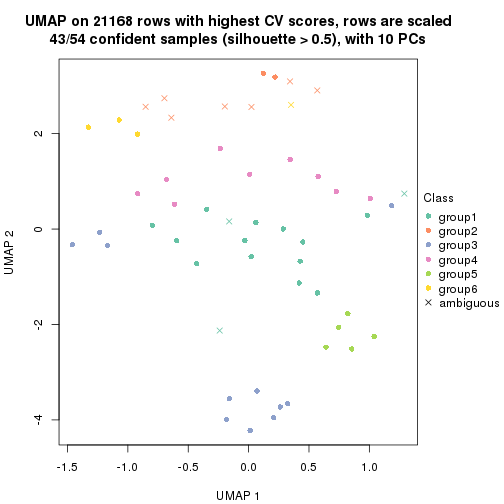 UMAP on 21168 rows with highest CV scores, rows are scaled
43/54 confident samples (silhouette > 0.5), with 10 PCs
UMAP 2
2
0
-2
-4
-1.5
-1.0
-0.5
0.0
0.5
1.0
UMAP 1
Class
group1
group2
group3
group4
group5
group6
ambiguous